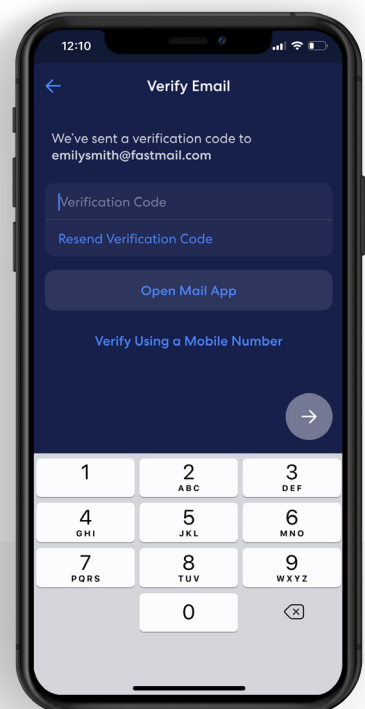 12:10
Verify Email
We've sent a verification code to
emilysmith@fastmail.com
Verification Code
Resend Verification Code
Open Mail App
Verify Using a Mobile Number
1
2
ABC
3
DEF
4
GHI
5
JKL
6
MNO
7
PQRS
8
TUV
9
WXYZ
0